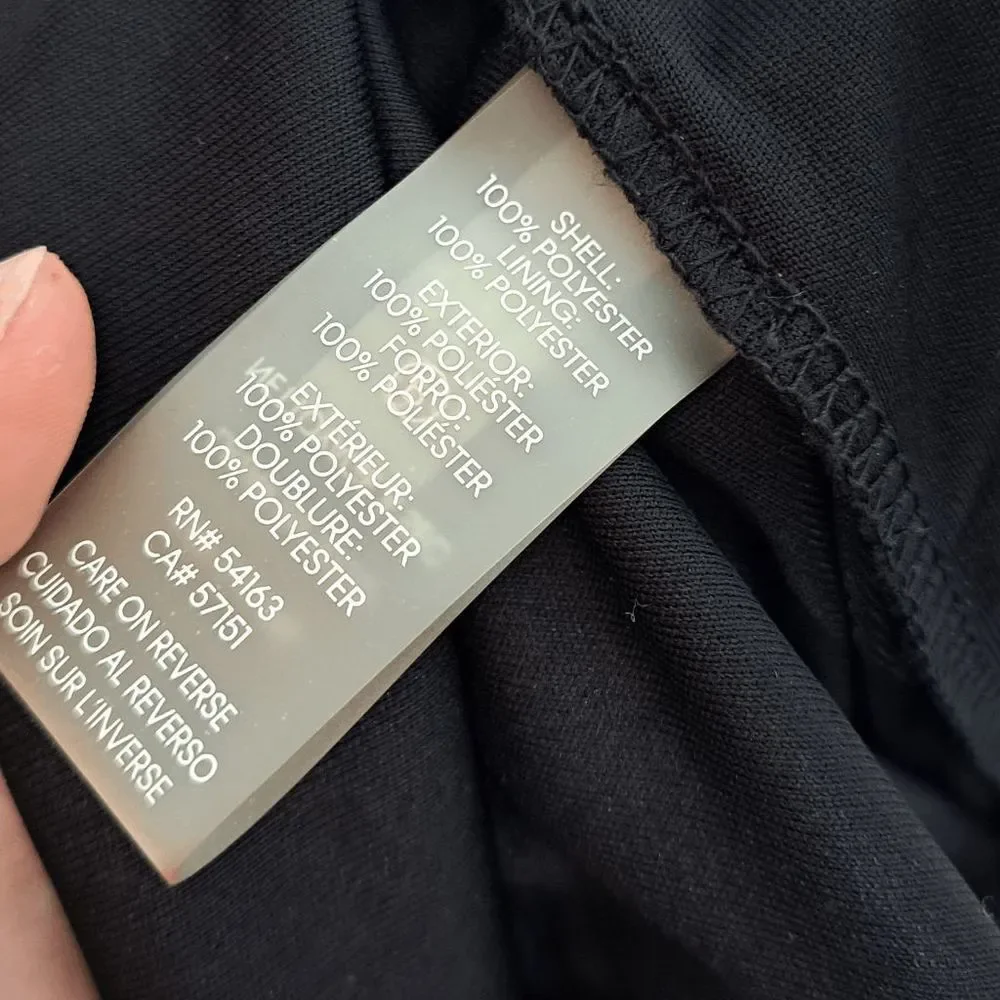 SHELL:
100% POLYESTER
LINING:
100% POLYESTER
EXTERIOR:
100% POLIÉSTER
FORRO:
100% POLIÉSTER
EXTÉRIEUR:
100% POLYESTER
DOUBLURE:
100% POLYESTER
RN# 54163
CA# 57151
CARE ON REVERSE
CUIDADO AL REVERSO
SOIN SUR L'INVERSE